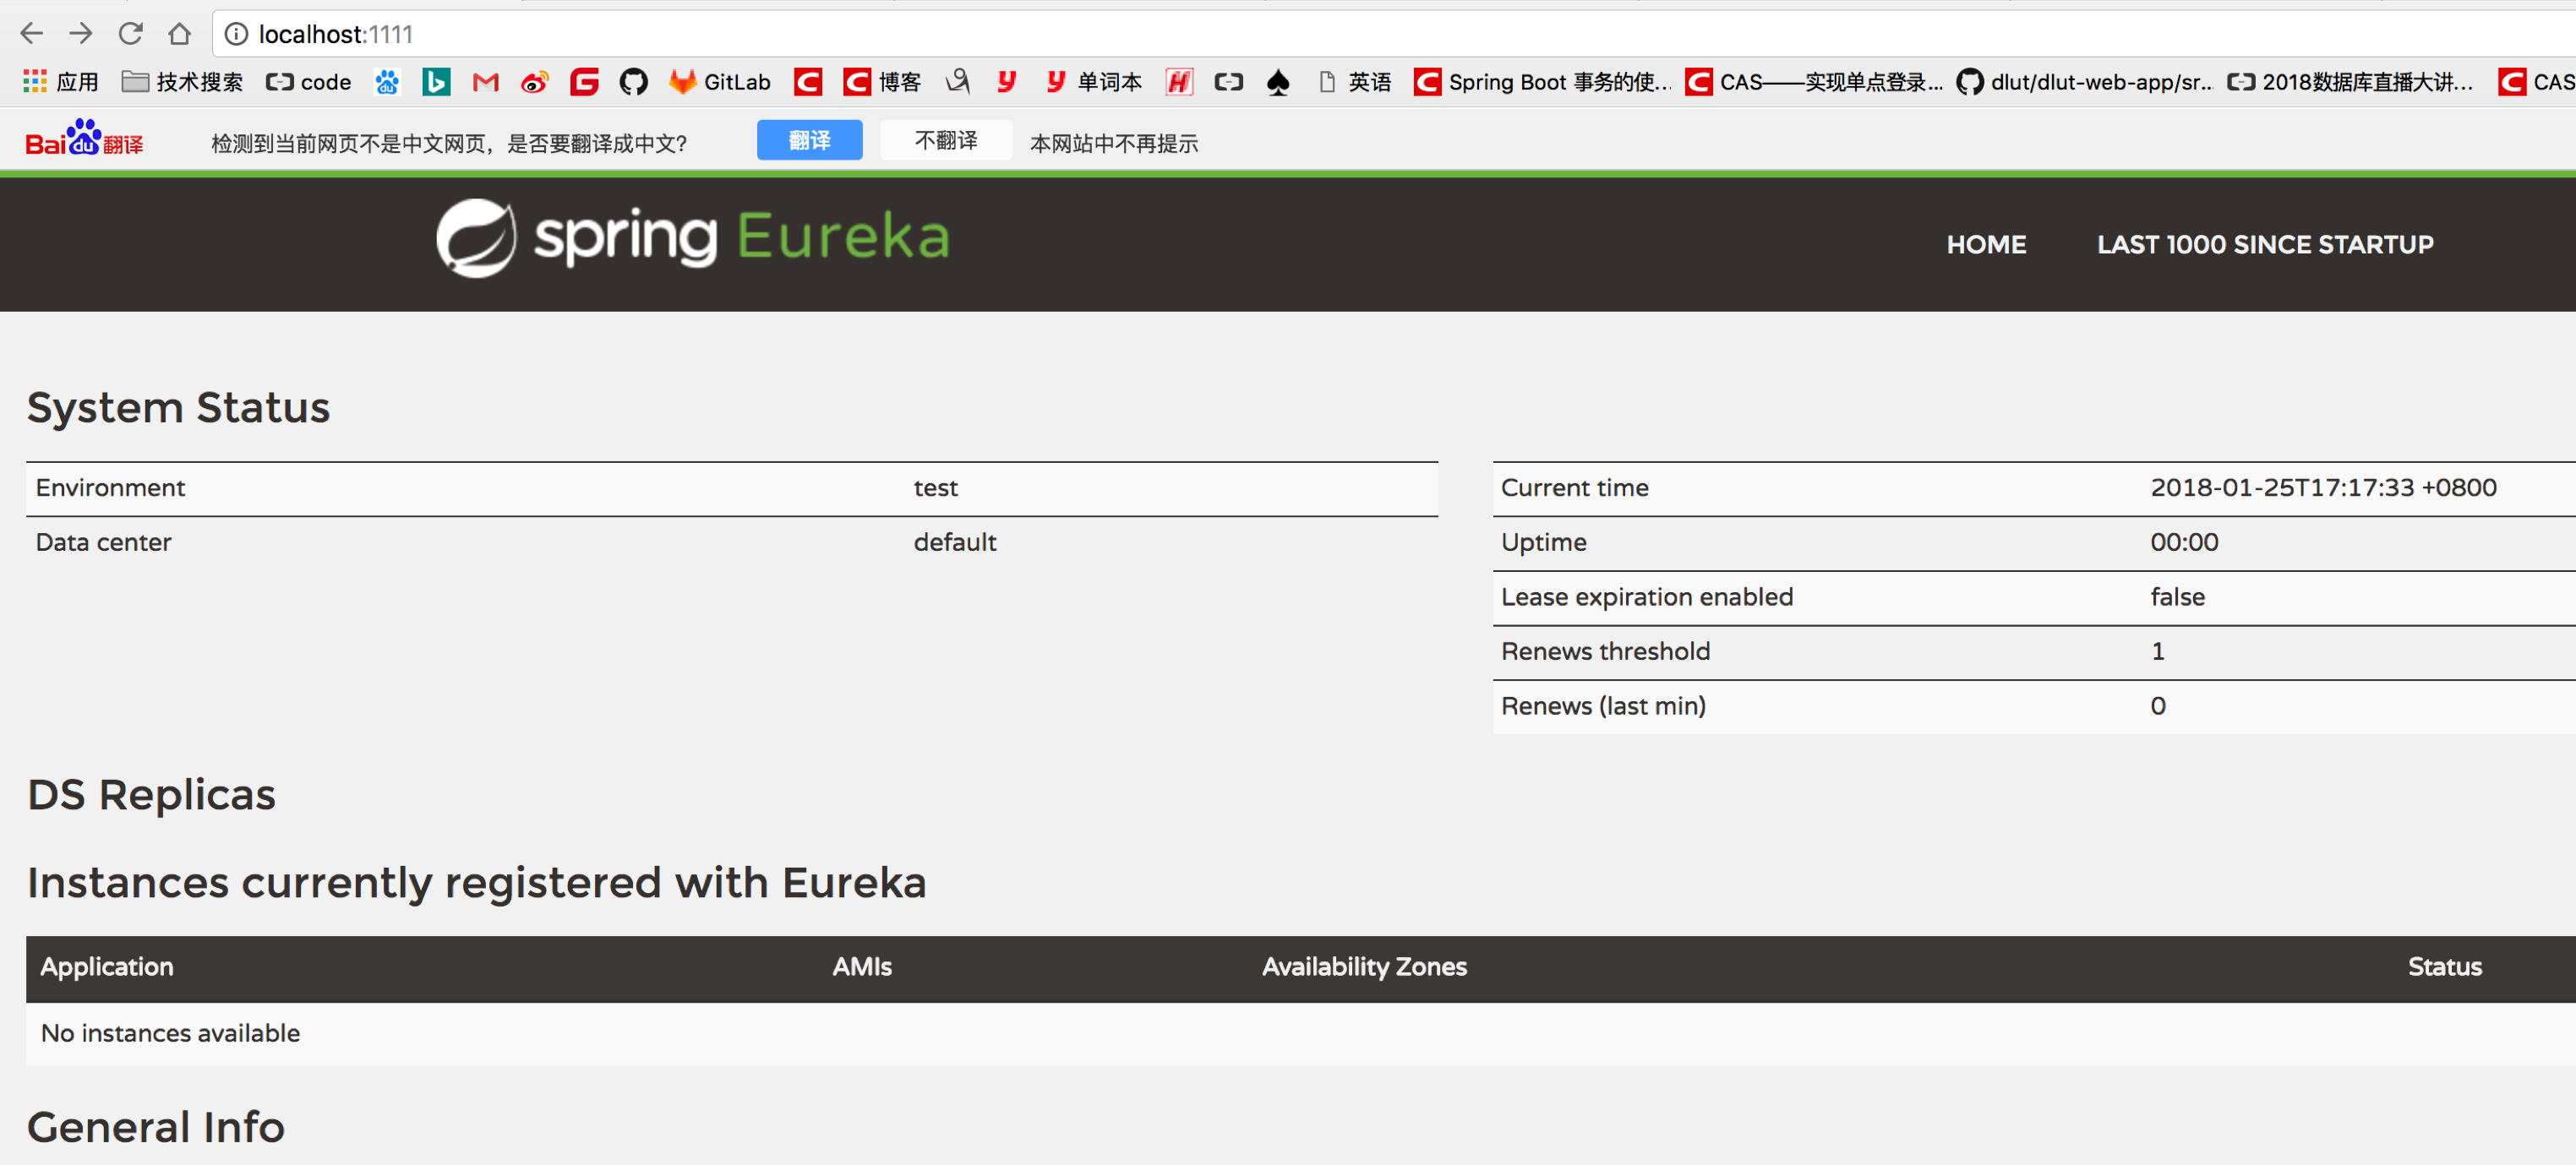 localhost:1111
应用 技术搜索 code GitLab 博客 单词本 英语 Spring Boot 事务的使... CAS——实现单点登录... dlut/dlut-web-app/sr... 2018数据库直播大讲... CAS
Baidu翻译 检测到当前网页不是中文网页，是否要翻译成中文? 翻译 不翻译 本网站中不再提示
spring Eureka HOME LAST 1000 SINCE STARTUP
System Status
Environment test
Data center default
Current time 2018-01-25T17:17:33 +0800
Uptime 00:00
Lease expiration enabled false
Renews threshold 1
Renews (last min) 0
DS Replicas
Instances currently registered with Eureka
Application AMIs Availability Zones Status
No instances available
General Info